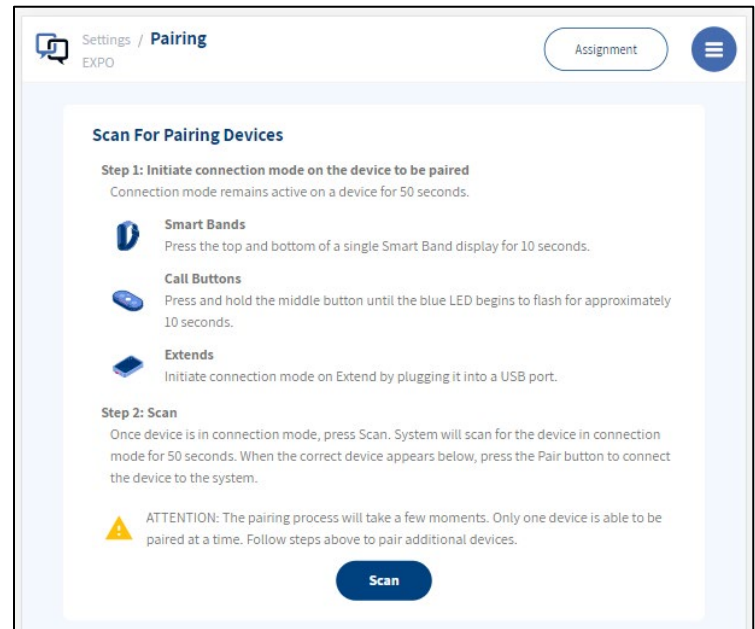 Settings / Pairing
EXPO
Assignment
Scan For Pairing Devices
Step 1: Initiate connection mode on the device to be paired
Connection mode remains active on a device for 50 seconds.
Smart Bands
Press the top and bottom of a single Smart Band display for 10 seconds.
Call Buttons
Press and hold the middle button until the blue LED begins to flash for approximately
10 seconds.
Extends
Initiate connection mode on Extend by plugging it into a USB port.
Step 2: Scan
Once device is in connection mode, press Scan. System will scan for the device in connection
mode for 50 seconds. When the correct device appears below, press the Pair button to connect
the device to the system.
ATTENTION: The pairing process will take a few moments. Only one device is able to be
paired at a time. Follow steps above to pair additional devices.
Scan